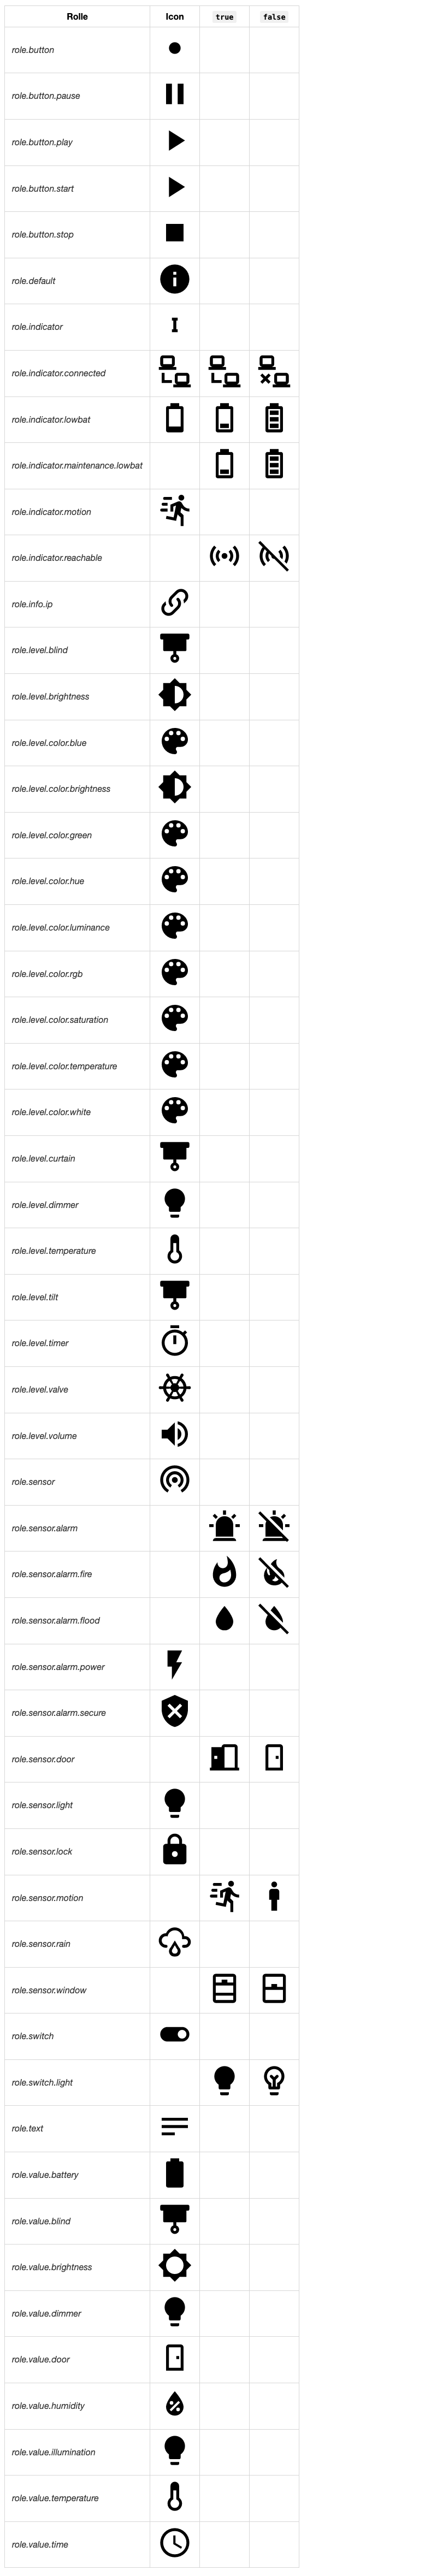 Rolle Icon true false
role.button
role.button.pause
role.button.play
role.button.start
role.button.stop
role.default
role.indicator
role.indicator.connected
role.indicator.lowbat
role.indicator.maintenance.lowbat
role.indicator.motion
role.indicator.reachable
role.info.ip
role.level.blind
role.level.brightness
role.level.color.blue
role.level.color.brightness
role.level.color.green
role.level.color.hue
role.level.color.luminance
role.level.color.rgb
role.level.color.saturation
role.level.color.temperature
role.level.color.white
role.level.curtain
role.level.dimmer
role.level.temperature
role.level.tilt
role.level.timer
role.level.valve
role.level.volume
role.sensor
role.sensor.alarm
role.sensor.alarm.fire
role.sensor.alarm.flood
role.sensor.alarm.power
role.sensor.alarm.secure
role.sensor.door
role.sensor.light
role.sensor.lock
role.sensor.motion
role.sensor.rain
role.sensor.window
role.switch
role.switch.light
role.text
role.value.battery
role.value.blind
role.value.brightness
role.value.dimmer
role.value.door
role.value.humidity
role.value.illumination
role.value.temperature
role.value.time